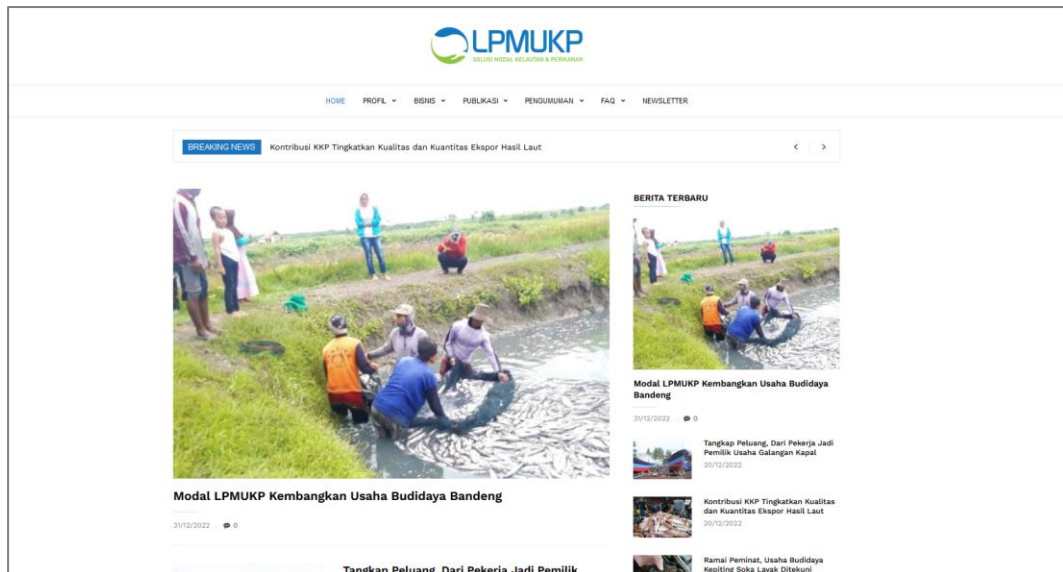 LPMUKP
SOLUSI MODAL KELAUTAN & PERIKANAN
HOME PROFIL BISNIS PUBLIKASI PENGUMUMAN FAQ NEWSLETTER
BREAKING NEWS Kontribusi KKP Tingkatkan Kualitas dan Kuantitas Ekspor Hasil Laut
Modal LPMUKP Kembangkan Usaha Budidaya Bandeng
31/12/2022 0
Tangkap Peluang, Dari Pekerja Jadi Pemilik
BERITA TERBARU
Modal LPMUKP Kembangkan Usaha Budidaya
Bandeng
31/12/2022 0
Tangkap Peluang, Dari Pekerja Jadi
Pemilik Usaha Galangan Kapal
20/12/2022
Kontribusi KKP Tingkatkan Kualitas
dan Kuantitas Ekspor Hasil Laut
20/12/2022
Ramai Peminat, Usaha Budidaya
Kepiting Soka Layak Ditekuni